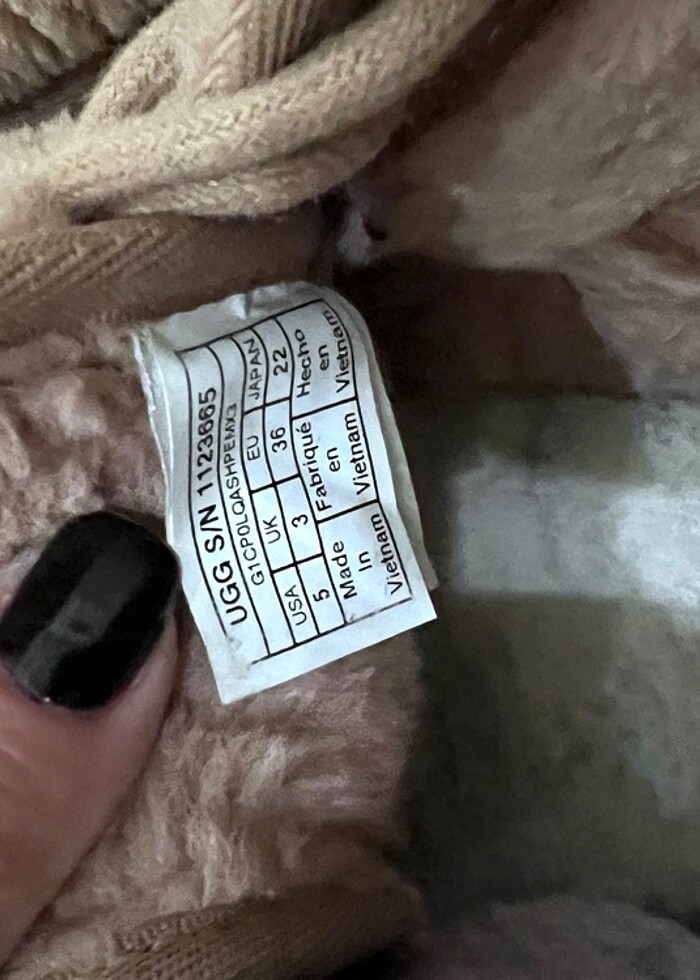 UGG S/N 1123665
G1CP0LQASHPEMX3
USA UK EU JAPAN
5 3 36 22
Made In Vietnam
Fabriqué en Vietnam
Hecho en Vietnam